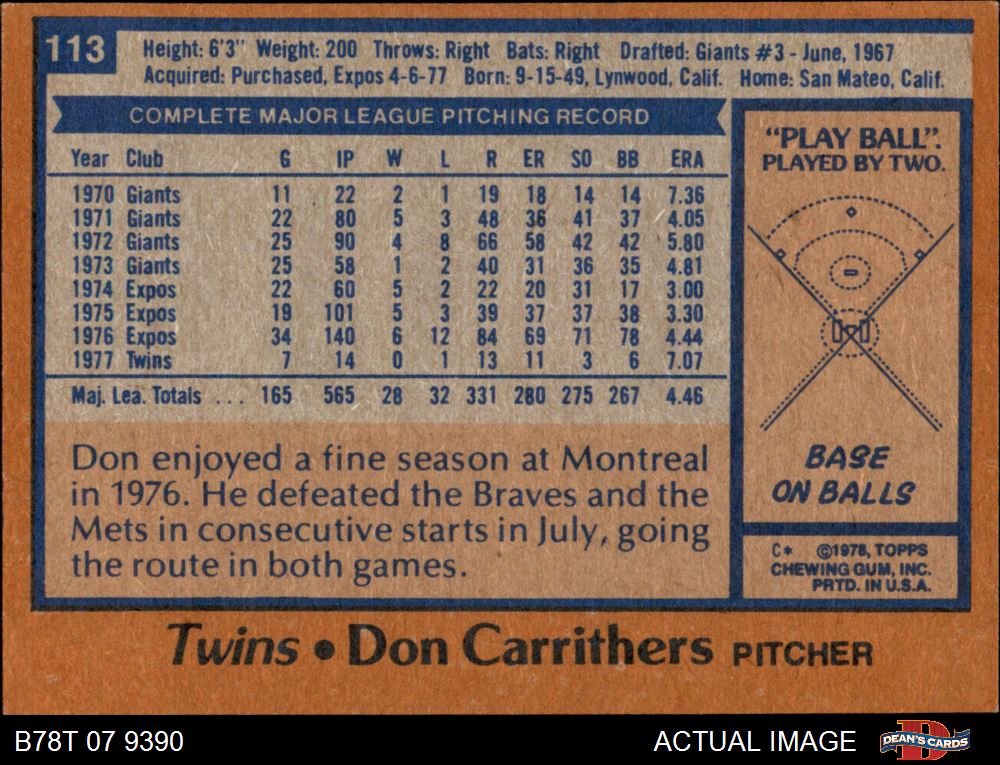 113
Height: 6'3" Weight: 200 Throws: Right Bats: Right Drafted: Giants #3 - June, 1967
Acquired: Purchased, Expos 4-6-77 Born: 9-15-49, Lynwood, Calif. Home: San Mateo, Calif.
COMPLETE MAJOR LEAGUE PITCHING RECORD
Year Club G IP W L R ER SO BB ERA
1970 Giants 11 22 2 1 19 18 14 14 7.36
1971 Giants 22 80 5 3 48 36 41 37 4.05
1972 Giants 25 90 4 8 66 58 42 42 5.80
1973 Giants 25 58 1 2 40 31 36 35 4.81
1974 Expos 22 60 5 2 22 20 31 17 3.00
1975 Expos 19 101 5 3 39 37 37 38 3.30
1976 Expos 34 140 6 12 84 69 71 78 4.44
1977 Twins 7 14 0 1 13 11 3 6 7.07
Maj. Lea. Totals ... 165 565 28 32 331 280 275 267 4.46
Don enjoyed a fine season at Montreal
in 1976. He defeated the Braves and the
Mets in consecutive starts in July, going
the route in both games.
"PLAY BALL".
PLAYED BY TWO.
BASE
ON BALLS
C* ©1978, TOPPS
CHEWING GUM, INC.
PRTD. IN U.S.A.
Twins • Don Carrithers PITCHER
B78T 07 9390
ACTUAL IMAGE
DEAN'S CARDS